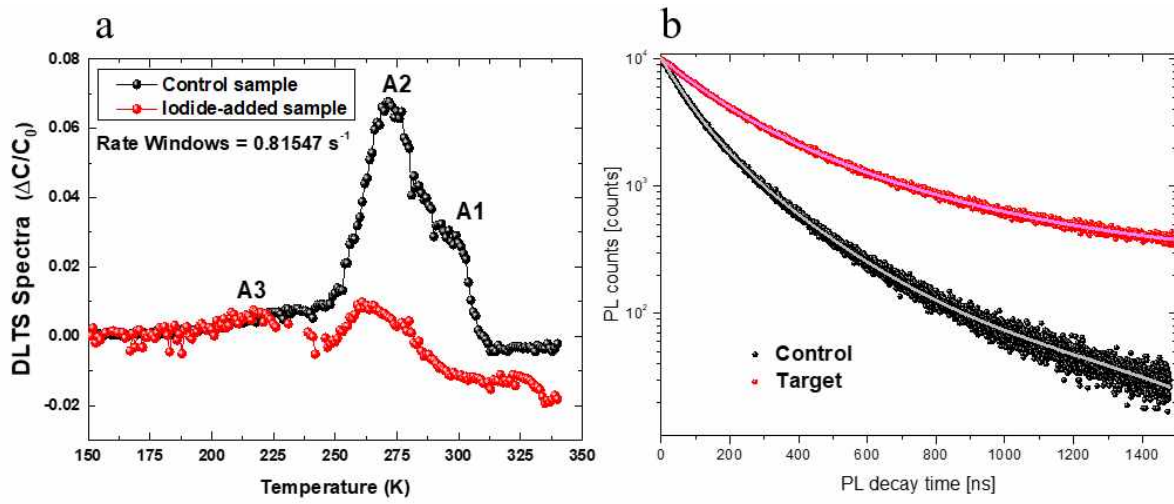 a
DLTS Spectra (ΔC/C₀)
0.08
0.06
0.04
0.02
0.00
-0.02
Control sample
Iodide-added sample
Rate Windows = 0.81547 s⁻¹
A2
A1
A3
150 175 200 225 250 275 300 325 350
Temperature (K)
b
PL counts [counts]
10⁴
10³
10²
Control
Target
0 200 400 600 800 1000 1200 1400
PL decay time [ns]